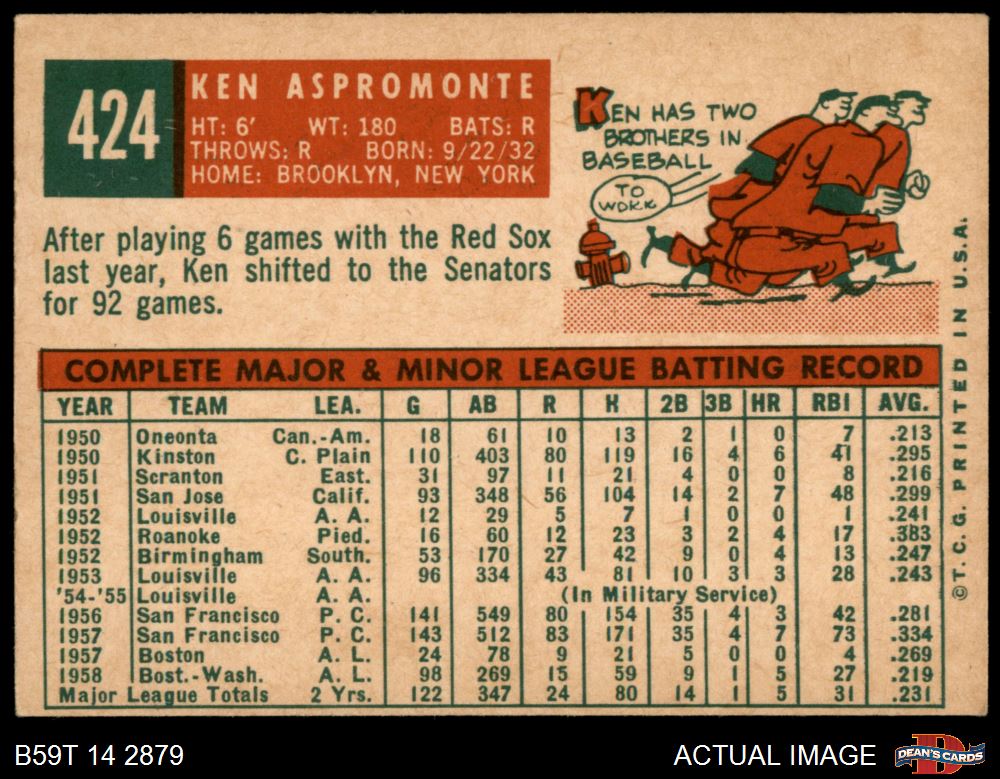 424
KEN ASPROMONTE
HT: 6' WT: 180 BATS: R
THROWS: R BORN: 9/22/32
HOME: BROOKLYN, NEW YORK
After playing 6 games with the Red Sox
last year, Ken shifted to the Senators
for 92 games.
KEN HAS TWO
BROTHERS IN
BASEBALL
TO
WORK
COMPLETE MAJOR & MINOR LEAGUE BATTING RECORD
YEAR TEAM LEA. G AB R H 2B 3B HR RBI AVG.
1950 Oneonta Can.-Am. 18 61 10 13 2 1 0 7 .213
1950 Kinston C. Plain 110 403 80 119 16 4 6 41 .295
1951 Scranton East. 31 97 11 21 4 0 0 8 .216
1951 San Jose Calif. 93 348 56 104 14 2 7 48 .299
1952 Louisville A. A. 12 29 5 7 1 0 0 1 .241
1952 Roanoke Pied. 16 60 12 23 3 2 4 17 .383
1952 Birmingham South. 53 170 27 42 9 0 4 13 .247
1953 Louisville A. A. 96 334 43 81 10 3 3 28 .243
'54-'55 Louisville A. A. (In Military Service)
1956 San Francisco P. C. 141 549 80 154 35 4 3 42 .281
1957 San Francisco P. C. 143 512 83 171 35 4 7 73 .334
1957 Boston A. L. 24 78 9 21 5 0 0 4 .269
1958 Bost.-Wash. A. L. 98 269 15 59 9 1 5 27 .219
Major League Totals 2 Yrs. 122 347 24 80 14 1 5 31 .231
© T. C. G. PRINTED IN U.S.A.
B59T 14 2879
ACTUAL IMAGE
DEAN'S CARDS